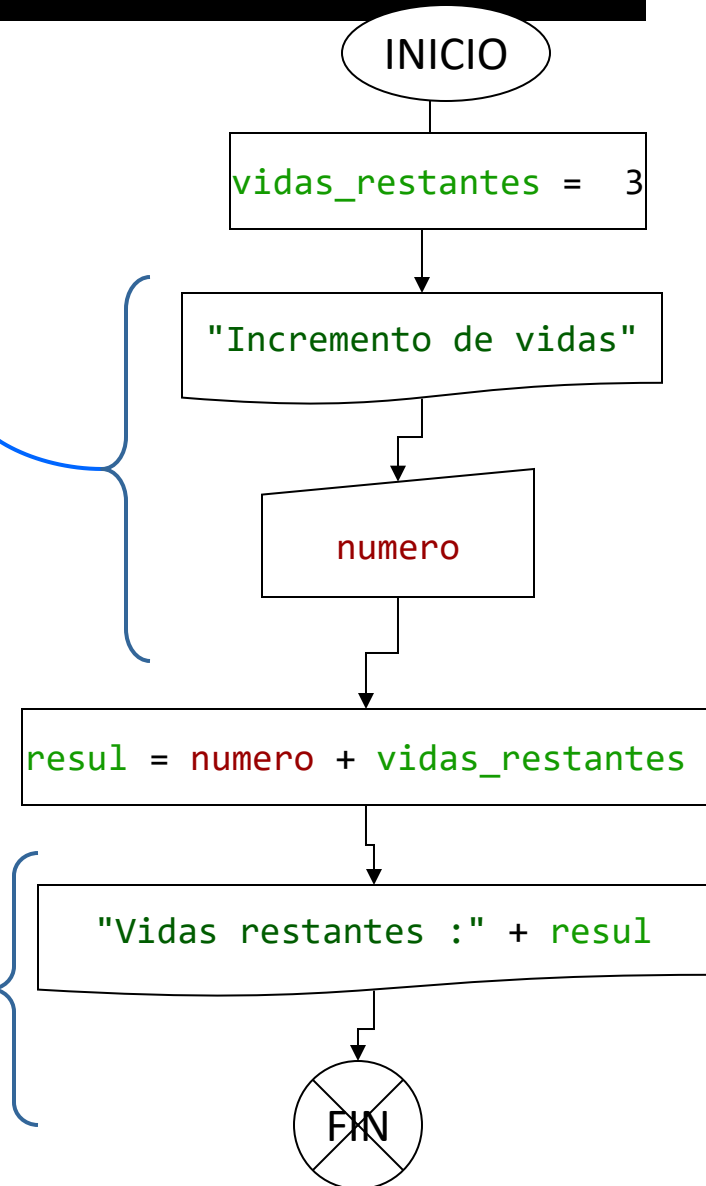 INICIO
vidas_restantes = 3
"Incremento de vidas"
numero
resul = numero + vidas_restantes
"Vidas restantes :" + resul
FIN